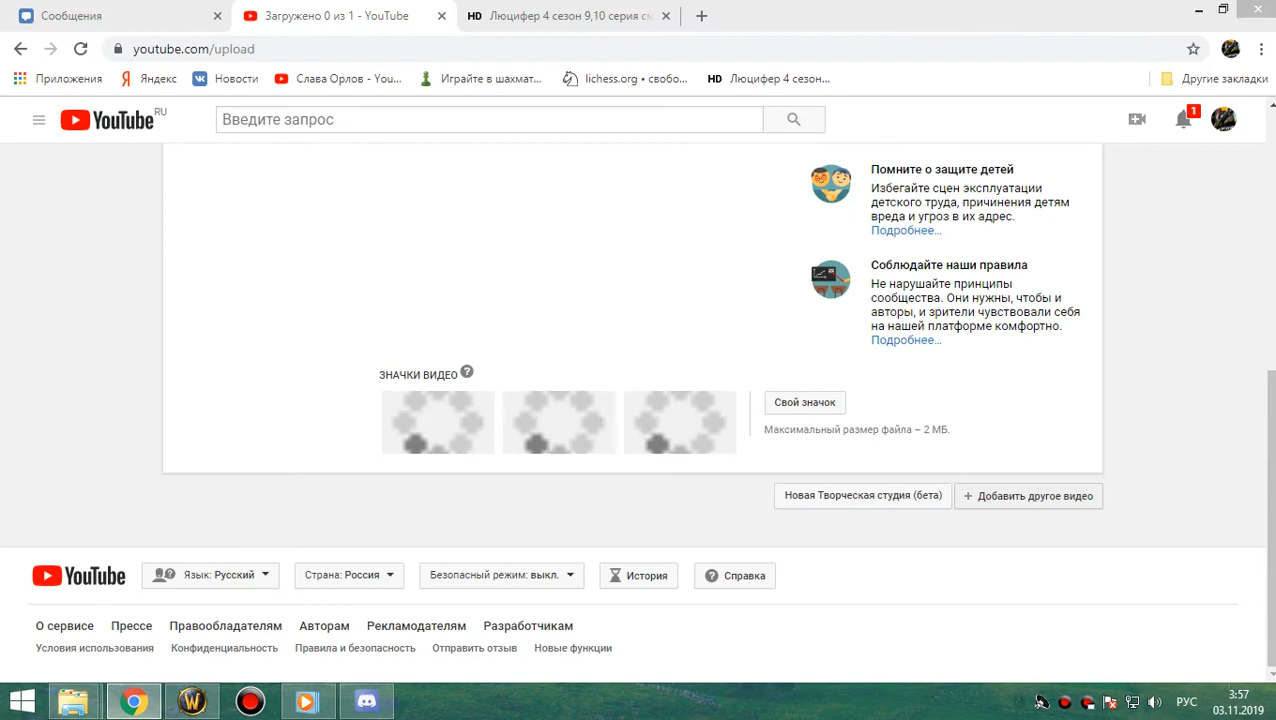 Сообщения
Загружено 0 из 1 - YouTube
HD Люцифер 4 сезон 9,10 серия см
youtube.com/upload
Приложения
Яндекс
Новости
Слава Орлов - You...
Играйте в шахмат...
lichess.org • свобо...
HD Люцифер 4 сезон...
Другие закладки
YouTube RU
Введите запрос
1
Помните о защите детей
Избегайте сцен эксплуатации
детского труда, причинения детям
вреда и угроз в их адрес.
Подробнее...
Соблюдайте наши правила
Не нарушайте принципы
сообщества. Они нужны, чтобы и
авторы, и зрители чувствовали себя
на нашей платформе комфортно.
Подробнее...
ЗНАЧКИ ВИДЕО ?
Свой значок
Максимальный размер файла – 2 МБ.
Новая Творческая студия (бета)
+ Добавить другое видео
YouTube
Язык: Русский
Страна: Россия
Безопасный режим: выкл.
История
? Справка
О сервисе Прессе Правообладателям Авторам Рекламодателям Разработчикам
Условия использования Конфиденциальность Правила и безопасность Отправить отзыв Новые функции
РУС
3:57
03.11.2019